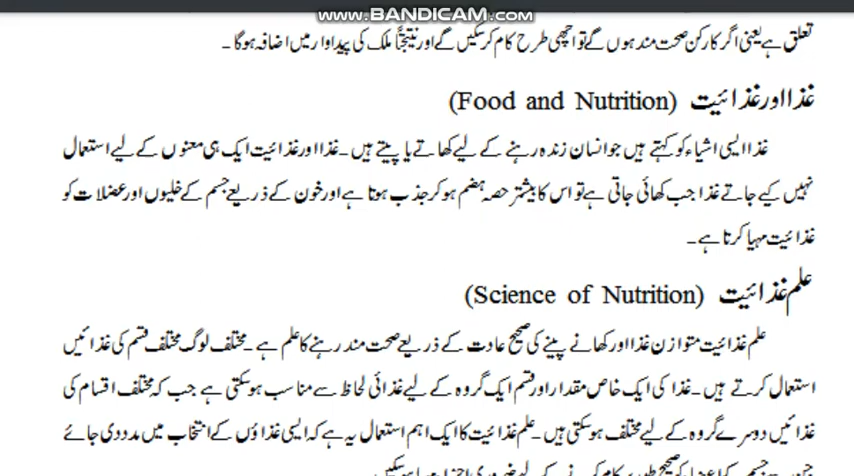 www.BANDICAM.com
تعلق ہے یعنی اگر کارکن صحت مند ہوں گے تو اچھی طرح کام کر سکیں گے اور نتیجتاً ملک کی پیداوار میں اضافہ ہوگا ۔
غذا اور غذائیت (Food and Nutrition)
غذا ایسی اشیاء کو کہتے ہیں جو انسان زندہ رہنے کے لیے کھاتے یا پیتے ہیں ۔ غذا اور غذائیت ایک ہی معنوں کے لیے استعمال
نہیں کیے جاتے غذا جب کھائی جاتی ہے تو اس کا بیشتر حصہ ہضم ہو کر جذب ہوتا ہے اور خون کے ذریعے جسم کے خلیوں اور عضلات کو
غذائیت مہیا کرتا ہے ۔
علم غذائیت (Science of Nutrition)
علم غذائیت متوازن غذا اور کھانے پینے کی صحیح عادت کے ذریعے صحت مند رہنے کا علم ہے ۔ مختلف لوگ مختلف قسم کی غذائیں
استعمال کرتے ہیں ۔ غذا کی ایک خاص مقدار اور قسم ایک گروہ کے لیے غذائی لحاظ سے مناسب ہو سکتی ہے جب کہ مختلف اقسام کی
غذائیں دوسرے گروہ کے لیے مختلف ہو سکتی ہیں ۔ علم غذائیت کا ایک اہم استعمال یہ ہے کہ ایسی غذاؤں کے انتخاب میں مدد دی جائے